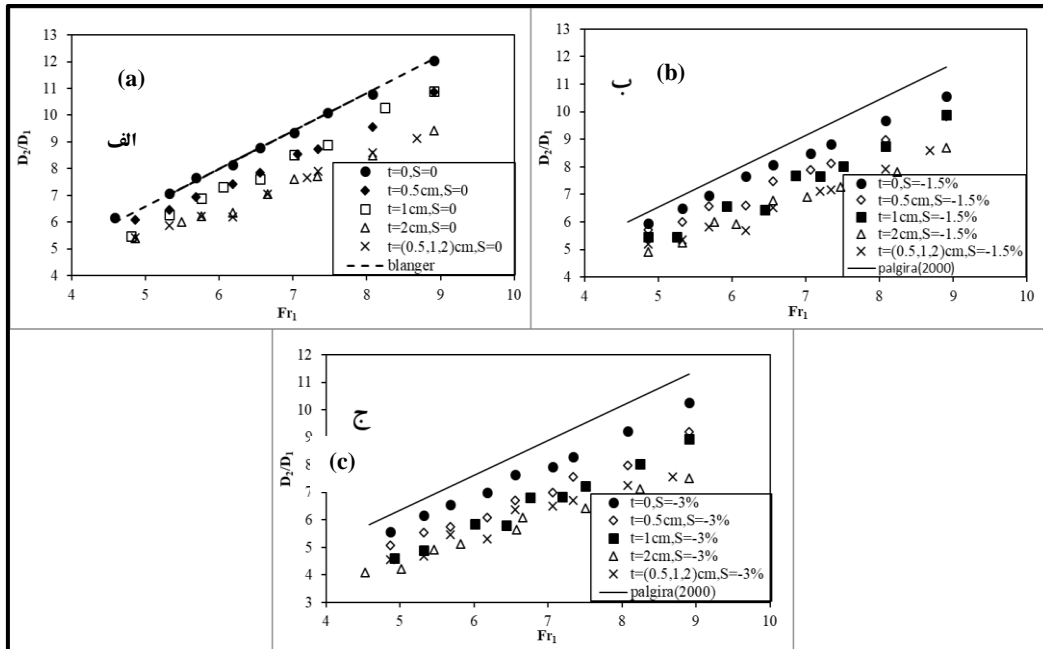 (a)
الف
D2/D1
12
11
10
9
8
7
6
5
4
4 5 6 7 8 9 10
Fr1
t=0,S=0
t=0.5cm,S=0
t=1cm,S=0
t=2cm,S=0
t=(0.5,1,2)cm,S=0
blanger
(b)
ب
D2/D1
13
12
11
10
9
8
7
6
5
4
4 5 6 7 8 9 10
Fr1
t=0,S=-1.5%
t=0.5cm,S=-1.5%
t=1cm,S=-1.5%
t=2cm,S=-1.5%
t=(0.5,1,2)cm,S=-1.5%
palgira(2000)
ج
(c)
D2/D1
12
11
10
9
8
7
6
5
4
3
4 5 6 7 8 9 10
Fr1
t=0,S=-3%
t=0.5cm,S=-3%
t=1cm,S=-3%
t=2cm,S=-3%
t=(0.5,1,2)cm,S=-3%
palgira(2000)